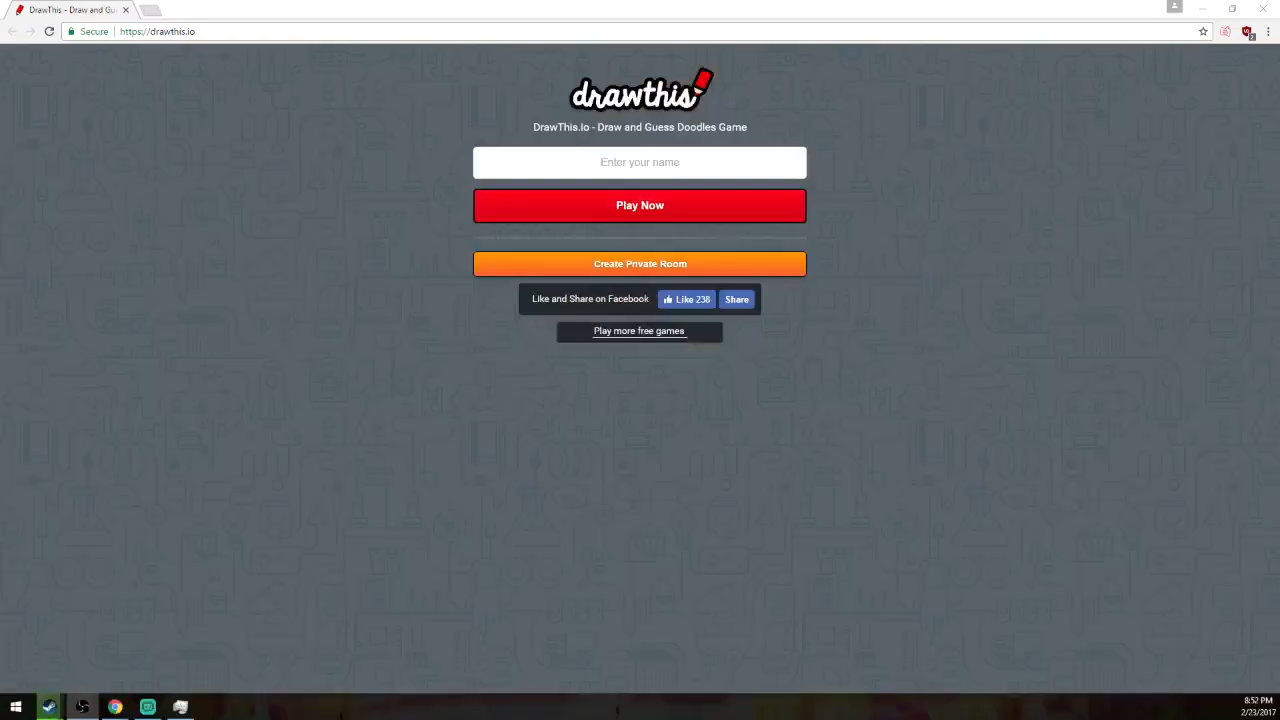 DrawThis - Draw and Gu
Secure
https://drawthis.io
drawthis
DrawThis.io - Draw and Guess Doodles Game
Enter your name
Play Now
Create Private Room
Like and Share on Facebook
Like 238
Share
Play more free games
8:52 PM
2/23/2017